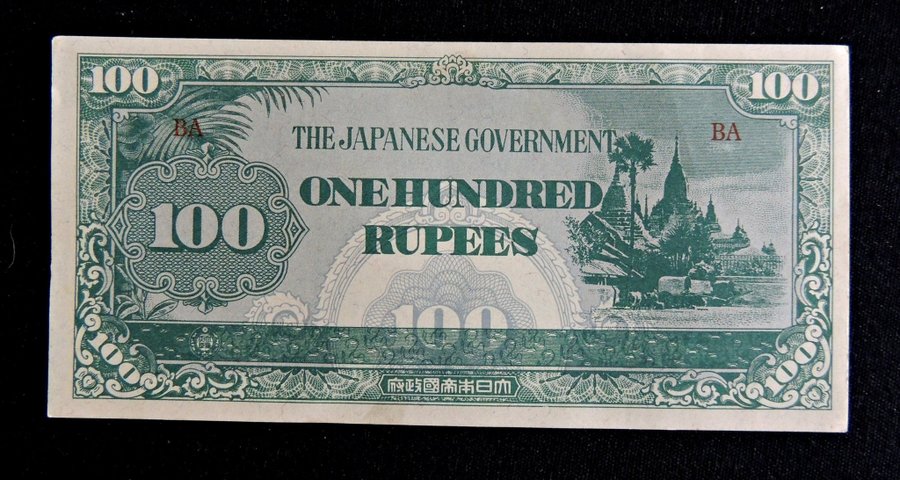 100 100
BA BA
THE JAPANESE GOVERNMENT
ONE HUNDRED
100
RUPEES
100
100 100
府政國帝本日大